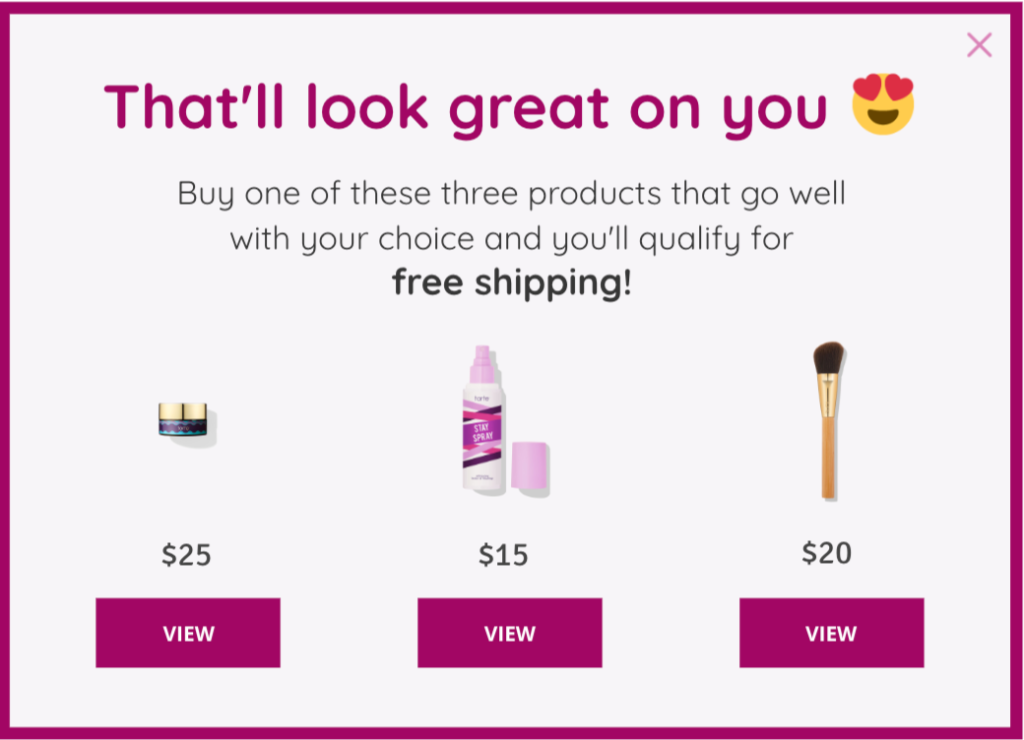 That'll look great on you
Buy one of these three products that go well
with your choice and you'll qualify for
free shipping!
tarte
STAY
SPRAY
$25
$15
$20
VIEW
VIEW
VIEW